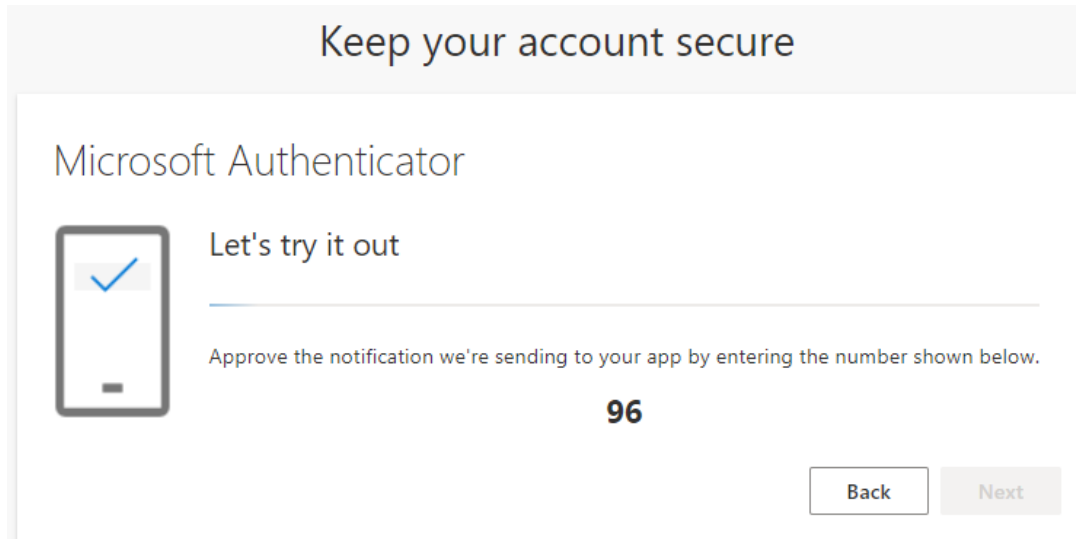 Keep your account secure
Microsoft Authenticator
Let's try it out
Approve the notification we're sending to your app by entering the number shown below.
96
Back
Next